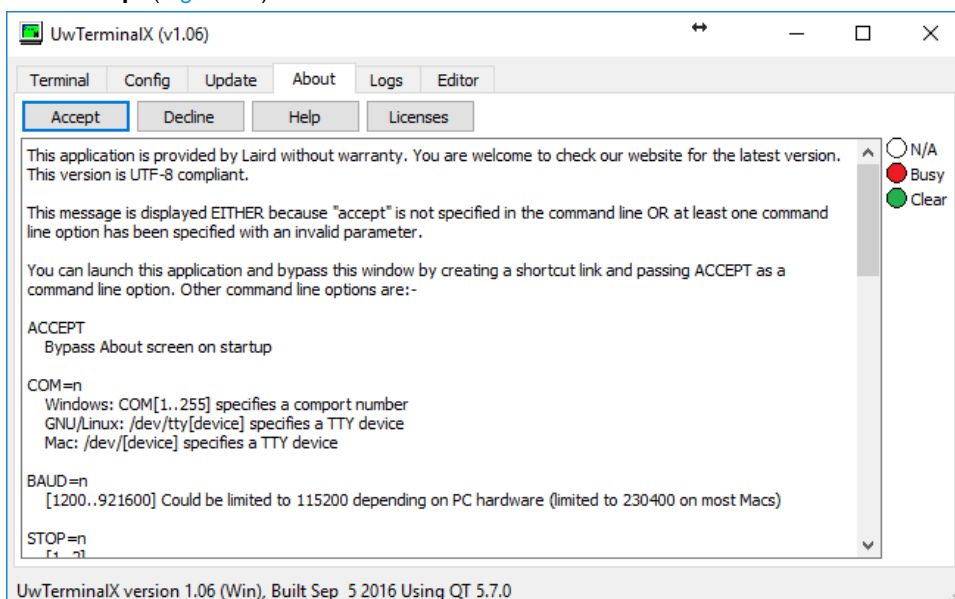 UwTerminalX (v1.06)
Terminal Config Update About Logs Editor
Accept Decline Help Licenses
This application is provided by Laird without warranty. You are welcome to check our website for the latest version.
This version is UTF-8 compliant.
This message is displayed EITHER because "accept" is not specified in the command line OR at least one command
line option has been specified with an invalid parameter.
You can launch this application and bypass this window by creating a shortcut link and passing ACCEPT as a
command line option. Other command line options are:-
ACCEPT
Bypass About screen on startup
COM=n
Windows: COM[1..255] specifies a comport number
GNU/Linux: /dev/tty[device] specifies a TTY device
Mac: /dev/[device] specifies a TTY device
BAUD=n
[1200..921600] Could be limited to 115200 depending on PC hardware (limited to 230400 on most Macs)
STOP=n
N/A
Busy
Clear
UwTerminalX version 1.06 (Win), Built Sep 5 2016 Using QT 5.7.0